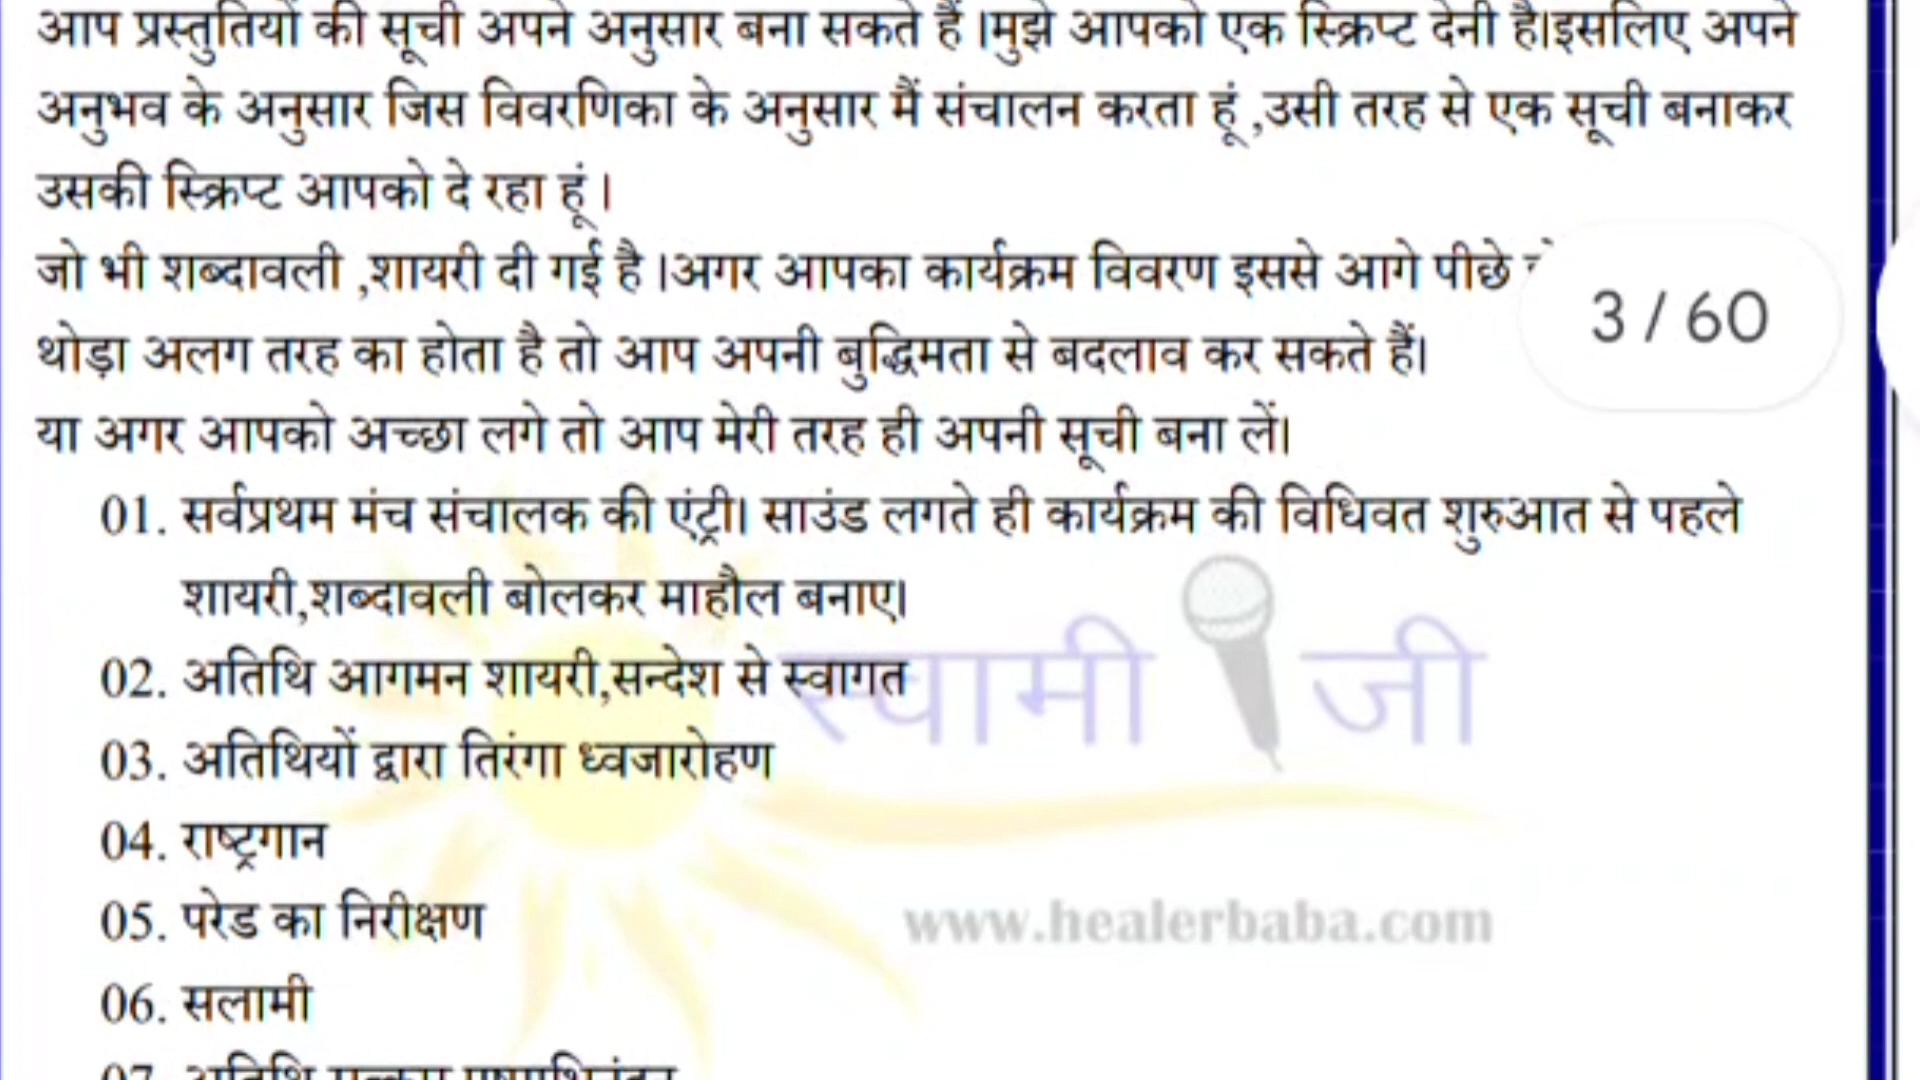 आप प्रस्तुतियों की सूची अपने अनुसार बना सकते हैं ।मुझे आपको एक स्क्रिप्ट देनी है।इसलिए अपने
अनुभव के अनुसार जिस विवरणिका के अनुसार मैं संचालन करता हूं ,उसी तरह से एक सूची बनाकर
उसकी स्क्रिप्ट आपको दे रहा हूं ।
जो भी शब्दावली ,शायरी दी गई है ।अगर आपका कार्यक्रम विवरण इससे आगे पीछे
3 / 60
थोड़ा अलग तरह का होता है तो आप अपनी बुद्धिमता से बदलाव कर सकते हैं।
या अगर आपको अच्छा लगे तो आप मेरी तरह ही अपनी सूची बना लें।
01. सर्वप्रथम मंच संचालक की एंट्री। साउंड लगते ही कार्यक्रम की विधिवत शुरुआत से पहले
शायरी,शब्दावली बोलकर माहौल बनाए।
02. अतिथि आगमन शायरी,सन्देश से स्वागत
स्वामी जी
03. अतिथियों द्वारा तिरंगा ध्वजारोहण
04. राष्ट्रगान
05. परेड का निरीक्षण
www.healerbaba.com
06. सलामी
07. अतिथि